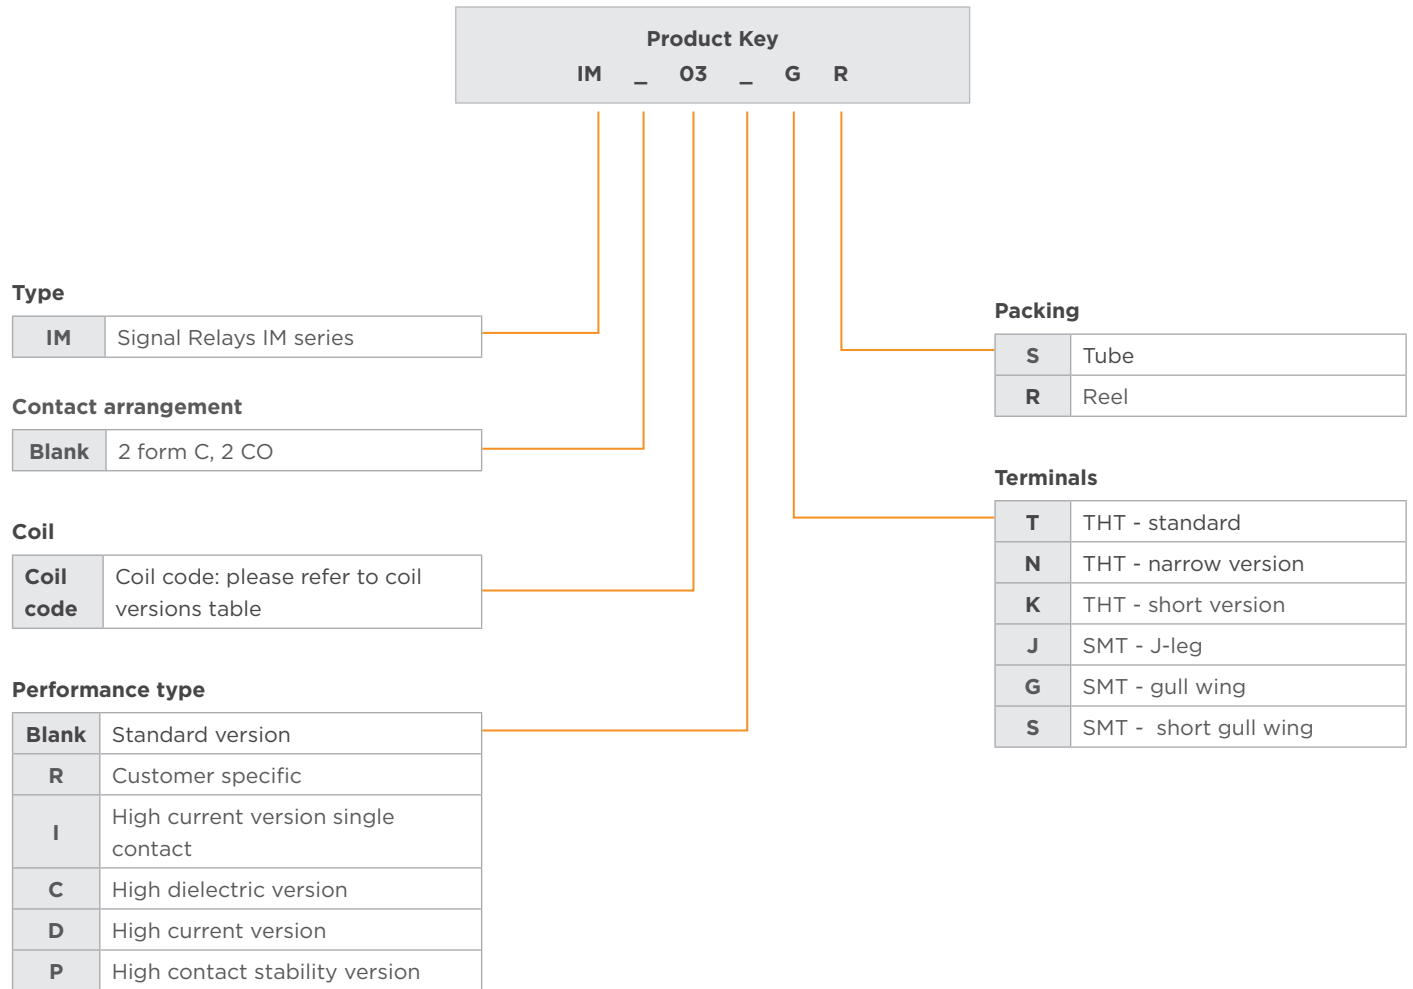 Product Key
IM _ 03 _ G R
Type
IM Signal Relays IM series
Contact arrangement
Blank 2 form C, 2 CO
Coil
Coil code Coil code: please refer to coil
versions table
Performance type
Blank Standard version
R Customer specific
I High current version single
contact
C High dielectric version
D High current version
P High contact stability version
Packing
S Tube
R Reel
Terminals
T THT - standard
N THT - narrow version
K THT - short version
J SMT - J-leg
G SMT - gull wing
S SMT - short gull wing